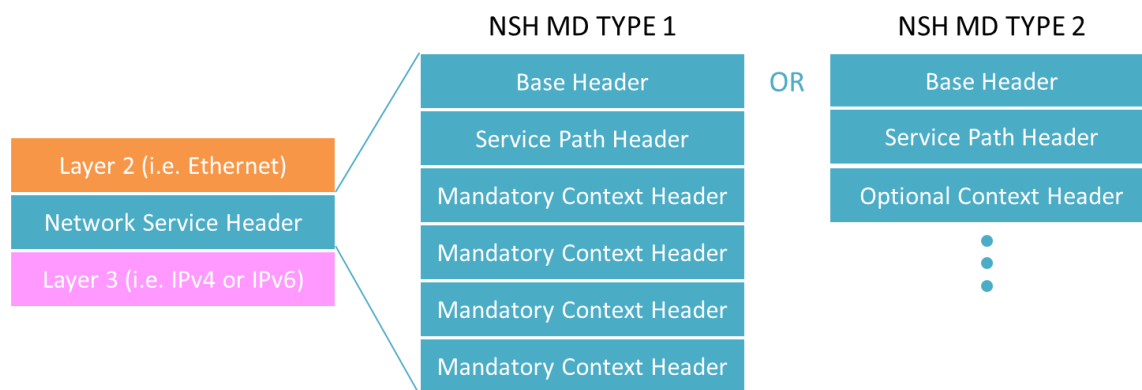 NSH MD TYPE 1
NSH MD TYPE 2
Base Header
OR
Base Header
Service Path Header
Service Path Header
Layer 2 (i.e. Ethernet)
Mandatory Context Header
Optional Context Header
Network Service Header
Mandatory Context Header
Layer 3 (i.e. IPv4 or IPv6)
Mandatory Context Header
Mandatory Context Header